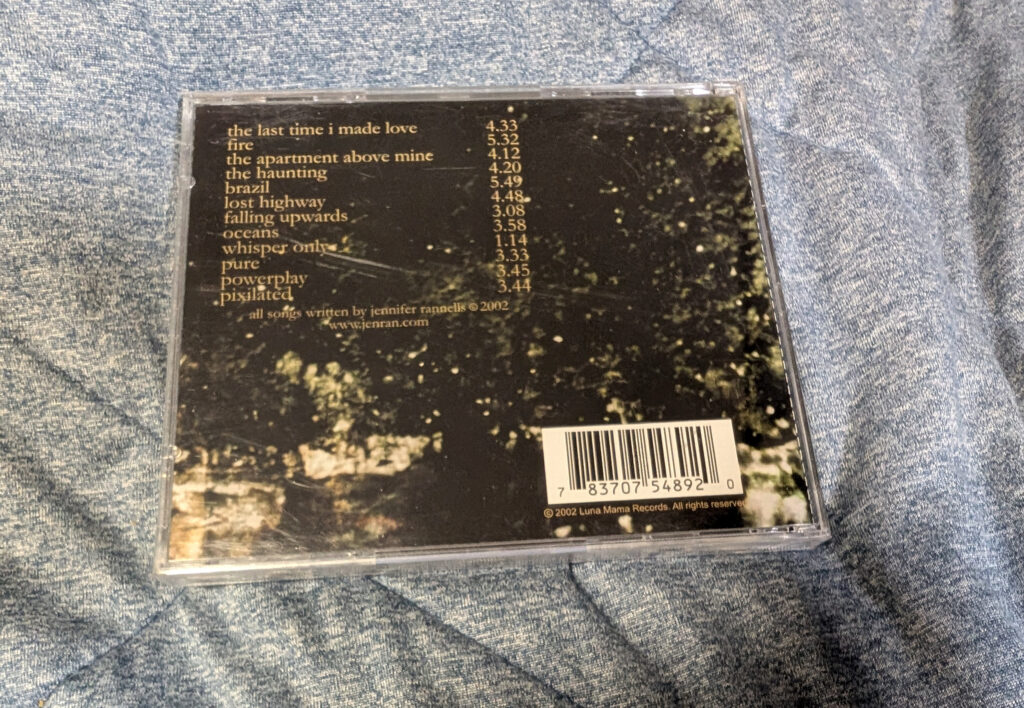 the last time i made love 4.33
fire 5.32
the apartment above mine 4.12
the haunting 4.20
brazil 5.49
lost highway 4.48
falling upwards 3.08
oceans 3.58
whisper only 1.14
pure 3.33
powerplay 3.45
pixilated 3.44
all songs written by jennifer rannells © 2002
www.jenran.com
7 83707 54892 0
© 2002 Luna Mama Records. All rights reserved